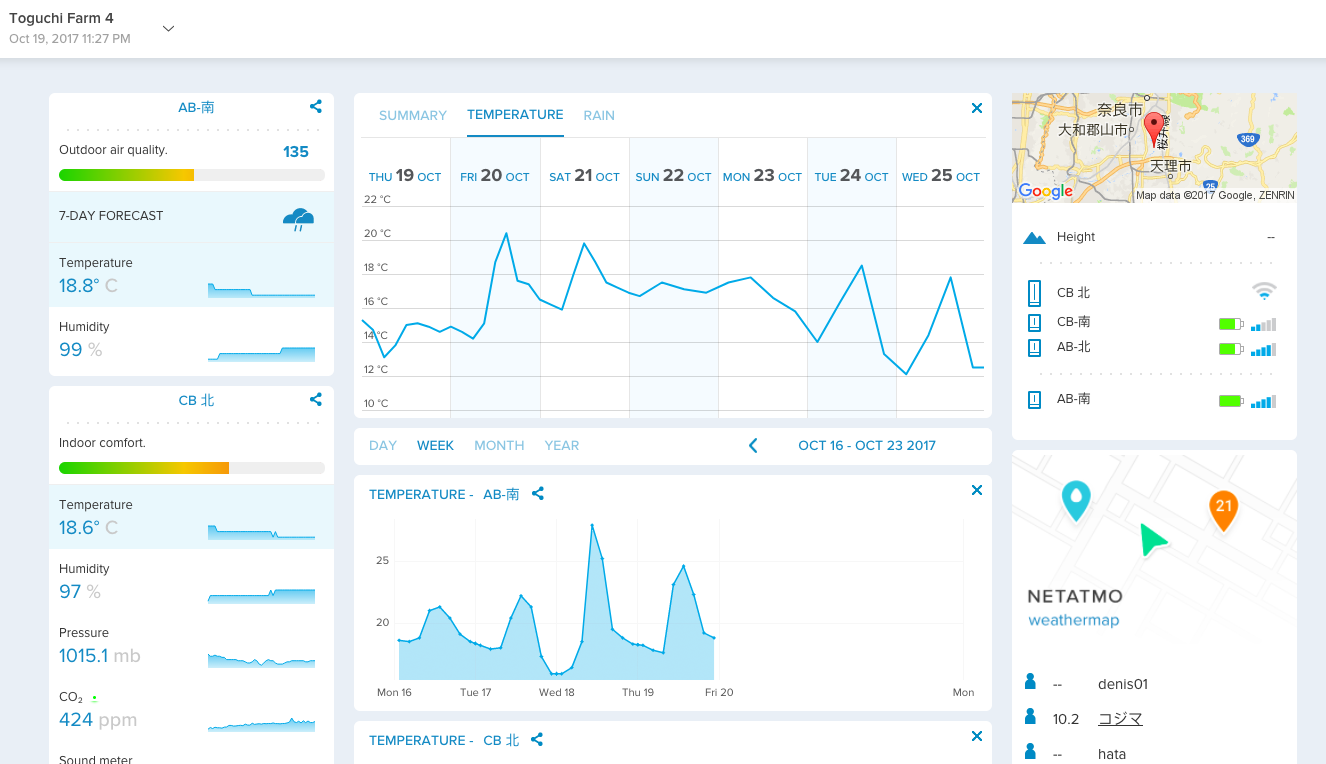 Toguchi Farm 4
Oct 19, 2017 11:27 PM
AB-南
Outdoor air quality.
135
7-DAY FORECAST
Temperature
18.8° C
Humidity
99 %
CB 北
Indoor comfort.
Temperature
18.6° C
Humidity
97 %
Pressure
1015.1 mb
CO2
424 ppm
Sound meter
SUMMARY TEMPERATURE RAIN
THU 19 OCT FRI 20 OCT SAT 21 OCT SUN 22 OCT MON 23 OCT TUE 24 OCT WED 25 OCT
22 °C
20 °C
18 °C
16 °C
14 °C
12 °C
10 °C
DAY WEEK MONTH YEAR OCT 16 - OCT 23 2017
TEMPERATURE - AB-南
25
20
Mon 16 Tue 17 Wed 18 Thu 19 Fri 20 Mon
TEMPERATURE - CB 北
奈良市
大和郡山市
桜井線
369
天理市
25
Google
Map data ©2017 Google, ZENRIN
Height --
CB 北
CB-南
AB-北
AB-南
21
NETATMO
weathermap
-- denis01
10.2 コジマ
-- hata